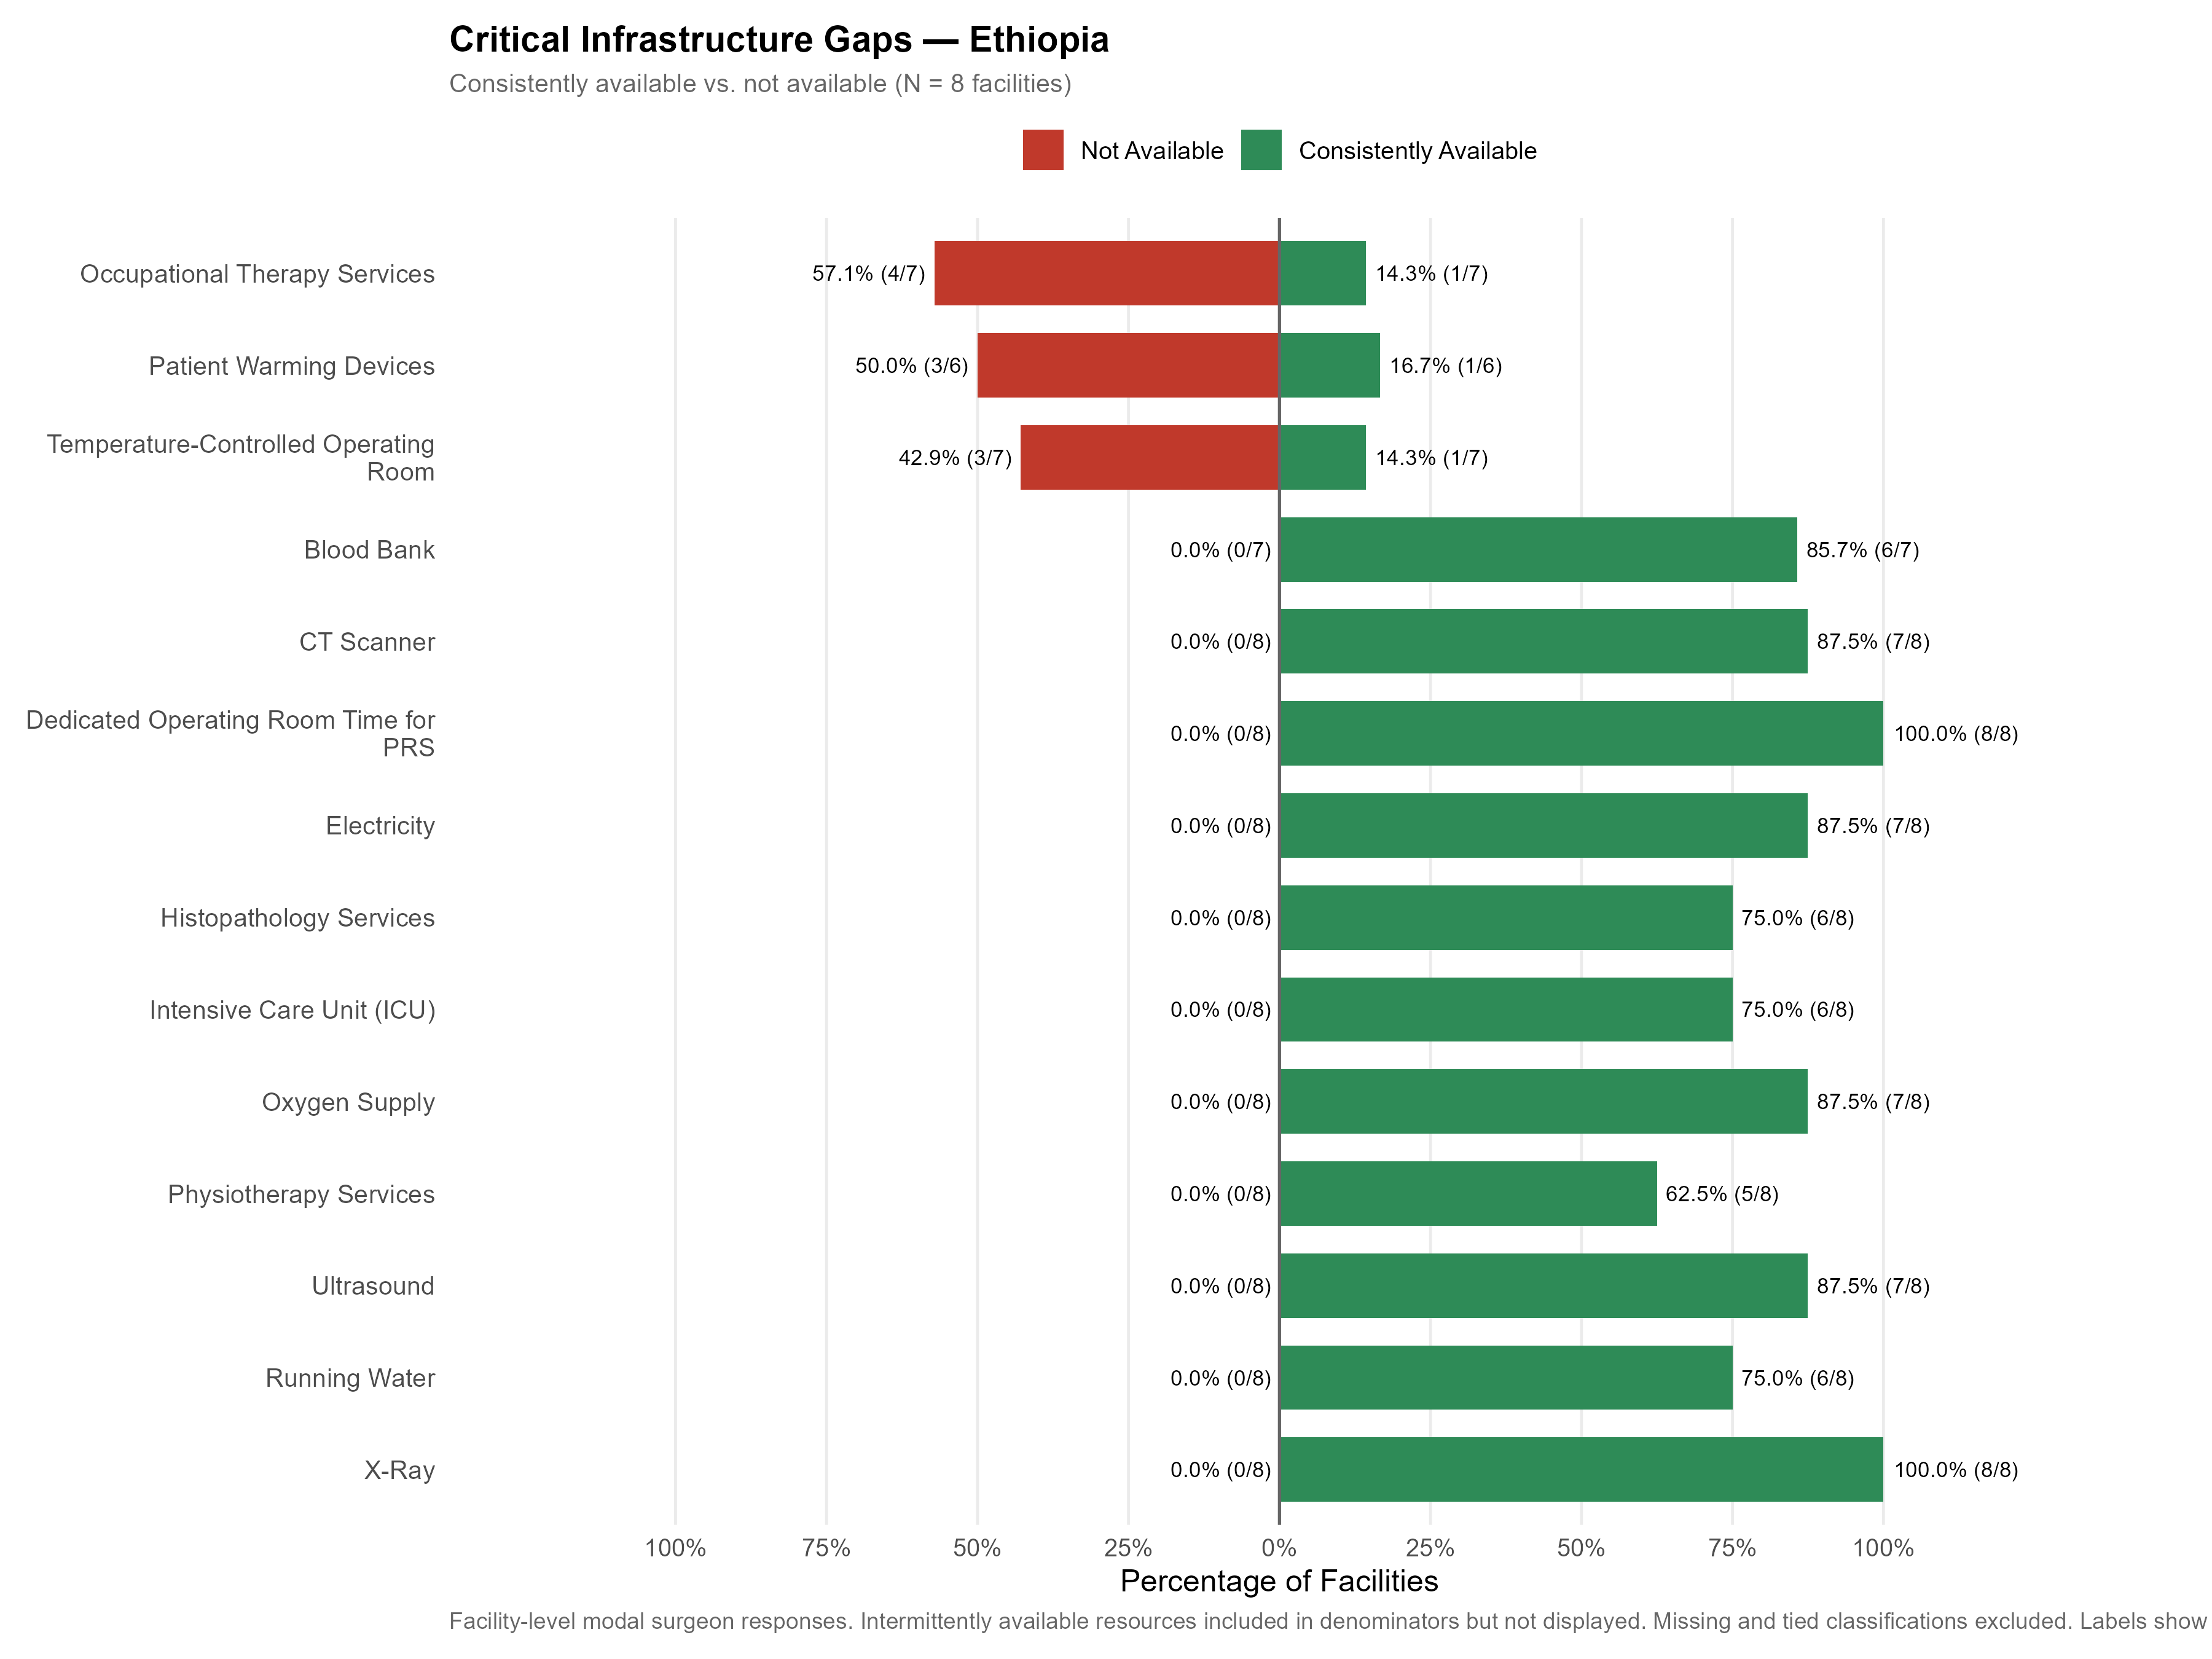 Critical Infrastructure Gaps — Ethiopia
Consistently available vs. not available (N = 8 facilities)
Not Available
Consistently Available
Occupational Therapy Services
57.1% (4/7)
14.3% (1/7)
Patient Warming Devices
50.0% (3/6)
16.7% (1/6)
Temperature-Controlled Operating
Room
42.9% (3/7)
14.3% (1/7)
Blood Bank
0.0% (0/7)
85.7% (6/7)
CT Scanner
0.0% (0/8)
87.5% (7/8)
Dedicated Operating Room Time for
PRS
0.0% (0/8)
100.0% (8/8)
Electricity
0.0% (0/8)
87.5% (7/8)
Histopathology Services
0.0% (0/8)
75.0% (6/8)
Intensive Care Unit (ICU)
0.0% (0/8)
75.0% (6/8)
Oxygen Supply
0.0% (0/8)
87.5% (7/8)
Physiotherapy Services
0.0% (0/8)
62.5% (5/8)
Ultrasound
0.0% (0/8)
87.5% (7/8)
Running Water
0.0% (0/8)
75.0% (6/8)
X-Ray
0.0% (0/8)
100.0% (8/8)
100% 75% 50% 25% 0% 25% 50% 75% 100%
Percentage of Facilities
Facility-level modal surgeon responses. Intermittently available resources included in denominators but not displayed. Missing and tied classifications excluded. Labels show